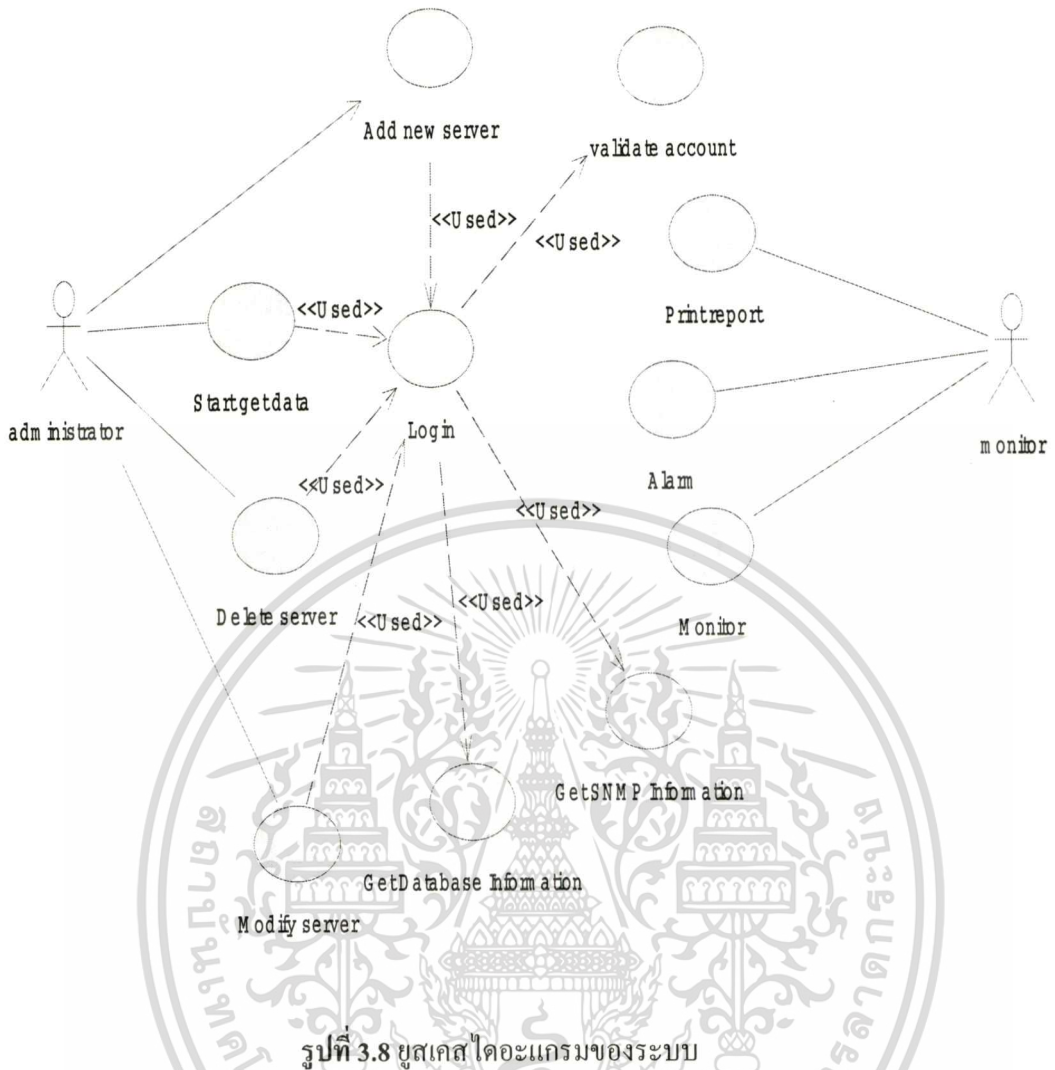 Add new server
validate account
<<Used>>
<<Used>>
<<Used>>
Printreport
Startgetdata
administrator
Login
monitor
Alarm
<<Used>>
<<Used>>
<<Used>>
<<Used>>
Delete server
Monitor
GetSNMP Information
GetDatabase Information
Modify server
รูปที่ 3.8 ยูสเคสไดอะแกรมของระบบ